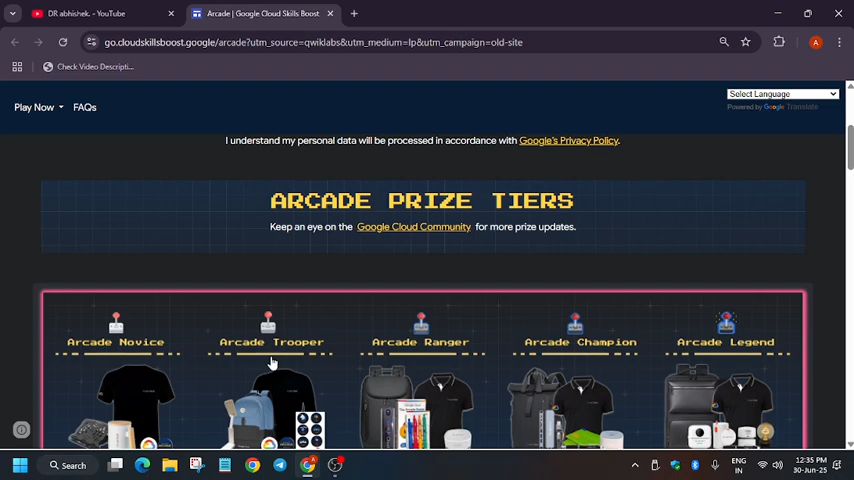 DR abhishek. - YouTube
Arcade | Google Cloud Skills Boost
go.cloudskillsboost.google/arcade?utm_source=qwiklabs&utm_medium=lp&utm_campaign=old-site
A
Check Video Descripti...
Select Language
Powered by Google Translate
Play Now
FAQs
I understand my personal data will be processed in accordance with Google's Privacy Policy.
ARCADE PRIZE TIERS
Keep an eye on the Google Cloud Community for more prize updates.
Arcade Novice
Arcade Trooper
Arcade Ranger
Arcade Champion
Arcade Legend
Search
ENG
IN
12:35 PM
30-Jun-25